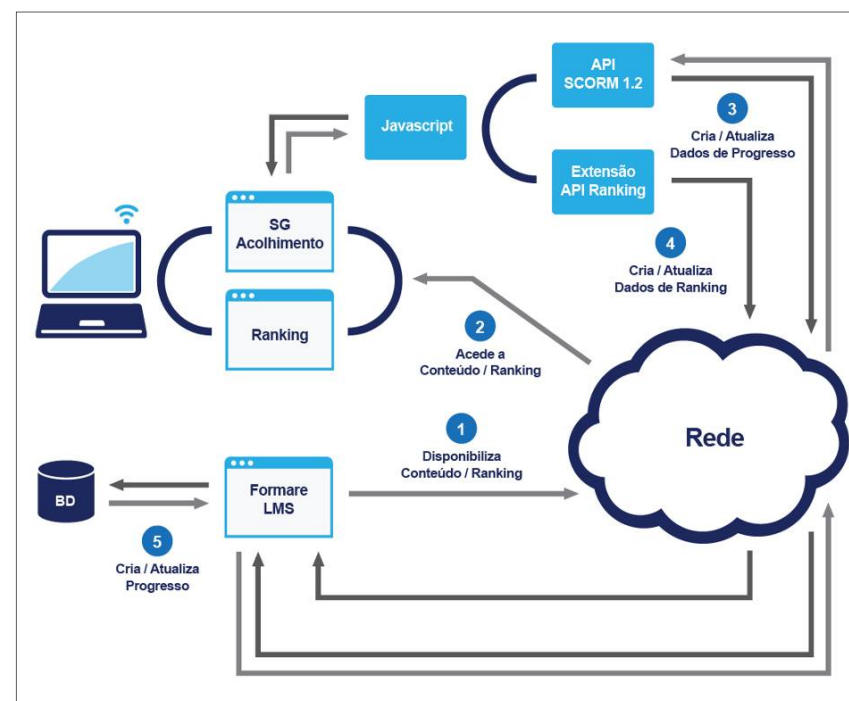 API
SCORM 1.2
Javascript
3
Cria / Atualiza
Dados de Progresso
Extensão
API Ranking
SG
Acolhimento
4
Cria / Atualiza
Dados de Ranking
Ranking
2
Acede a
Conteúdo / Ranking
1
Disponibiliza
Conteúdo / Ranking
Rede
Formare
LMS
BD
5
Cria / Atualiza
Progresso